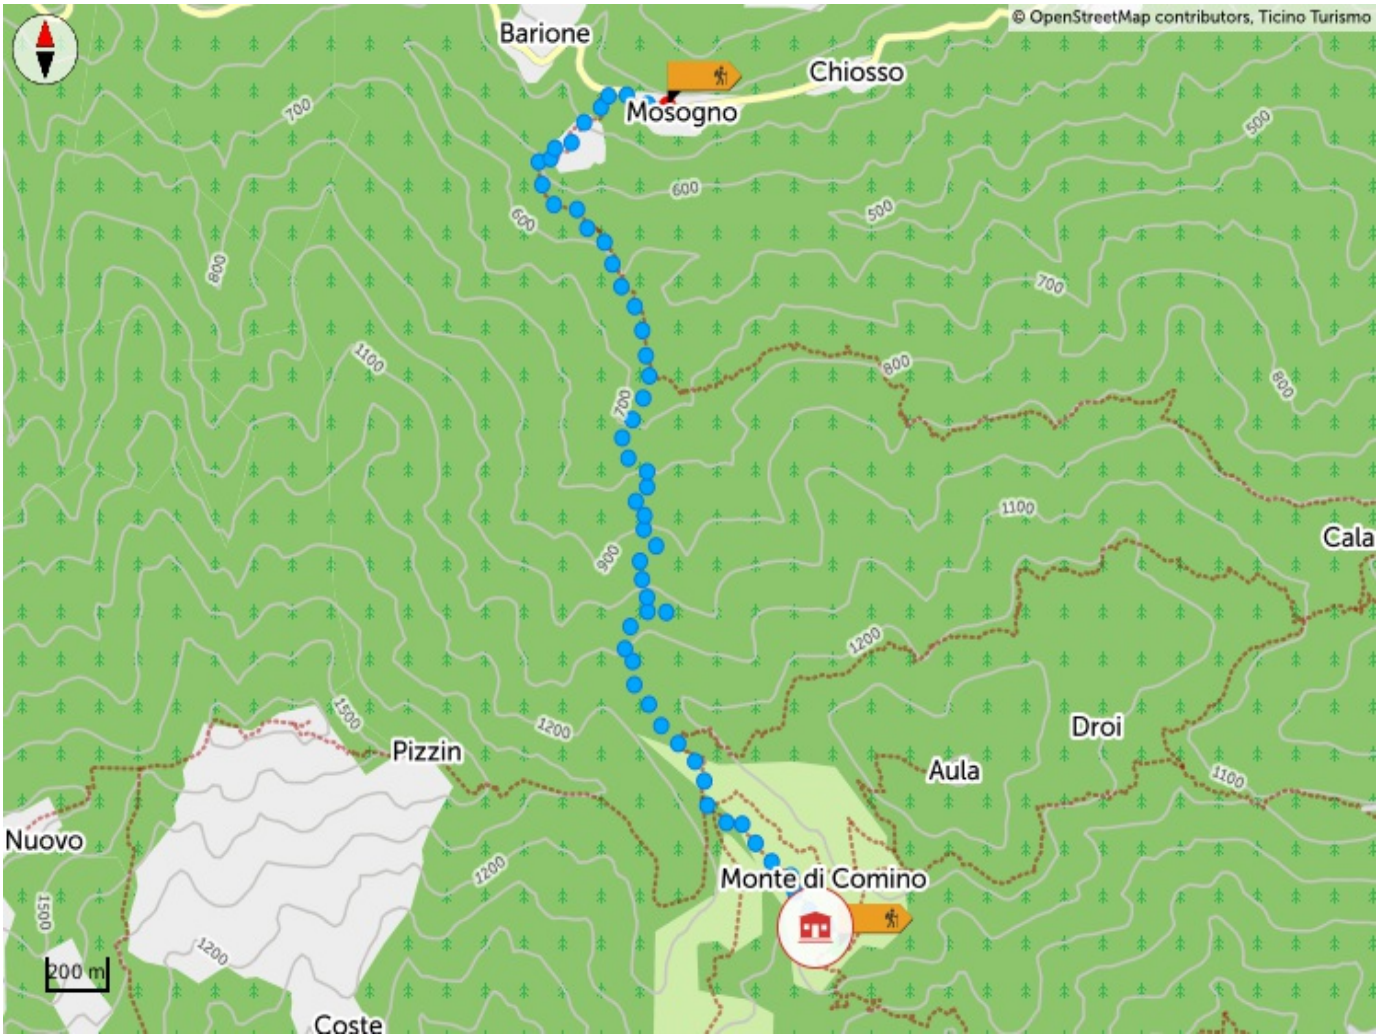 © OpenStreetMap contributors, Ticino Turismo
Barione
Chiosso
Mosogno
700
500
600
500
600
800
700
1100
800
800
700
1100
900
Cala
1200
1500
1200
Droi
Pizzin
Aula
1100
Nuovo
1200
Monte di Comino
1500
1200
200 m
Coste